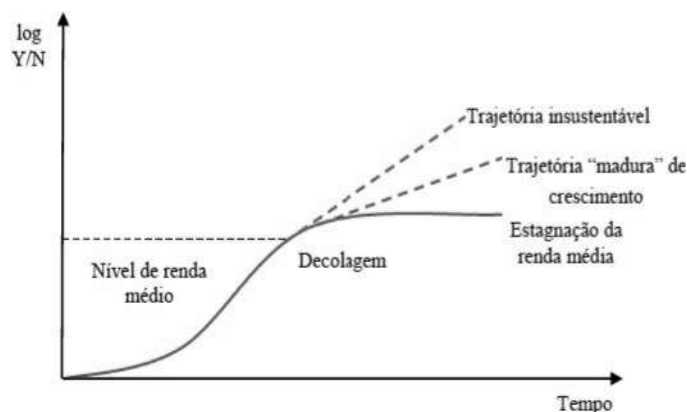 log
Y/N
Trajetória insustentável
Trajetória “madura” de
crescimento
Estagnação da
renda média
Decolagem
Nível de renda
médio
Tempo